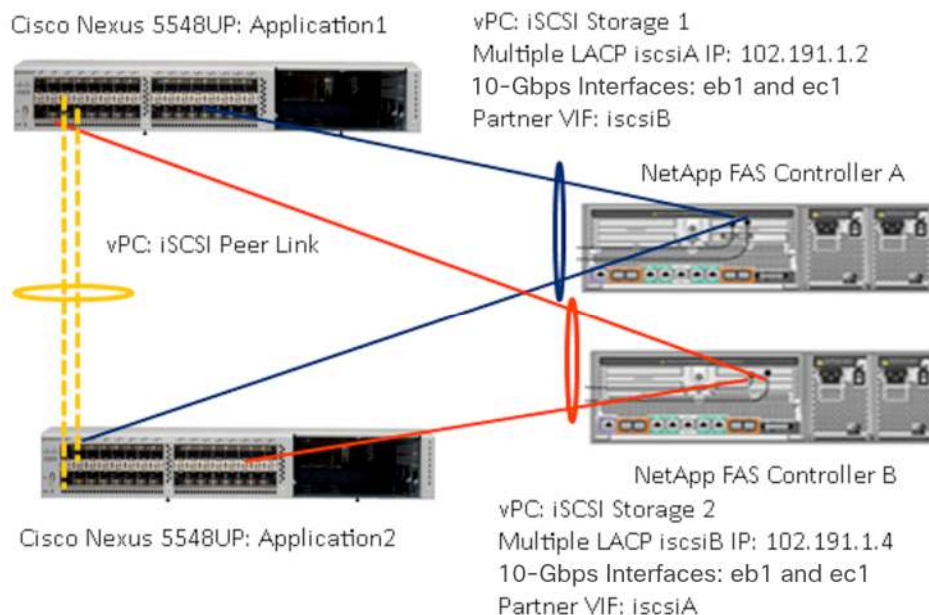 Cisco Nexus 5548UP: Application1
vPC: iSCSI Storage 1
Multiple LACP iscsiA IP: 102.191.1.2
10-Gbps Interfaces: eb1 and ec1
Partner VIF: iscsiB
NetApp FAS Controller A
vPC: iSCSI Peer Link
NetApp FAS Controller B
Cisco Nexus 5548UP: Application2
vPC: iSCSI Storage 2
Multiple LACP iscsiB IP: 102.191.1.4
10-Gbps Interfaces: eb1 and ec1
Partner VIF: iscsiA